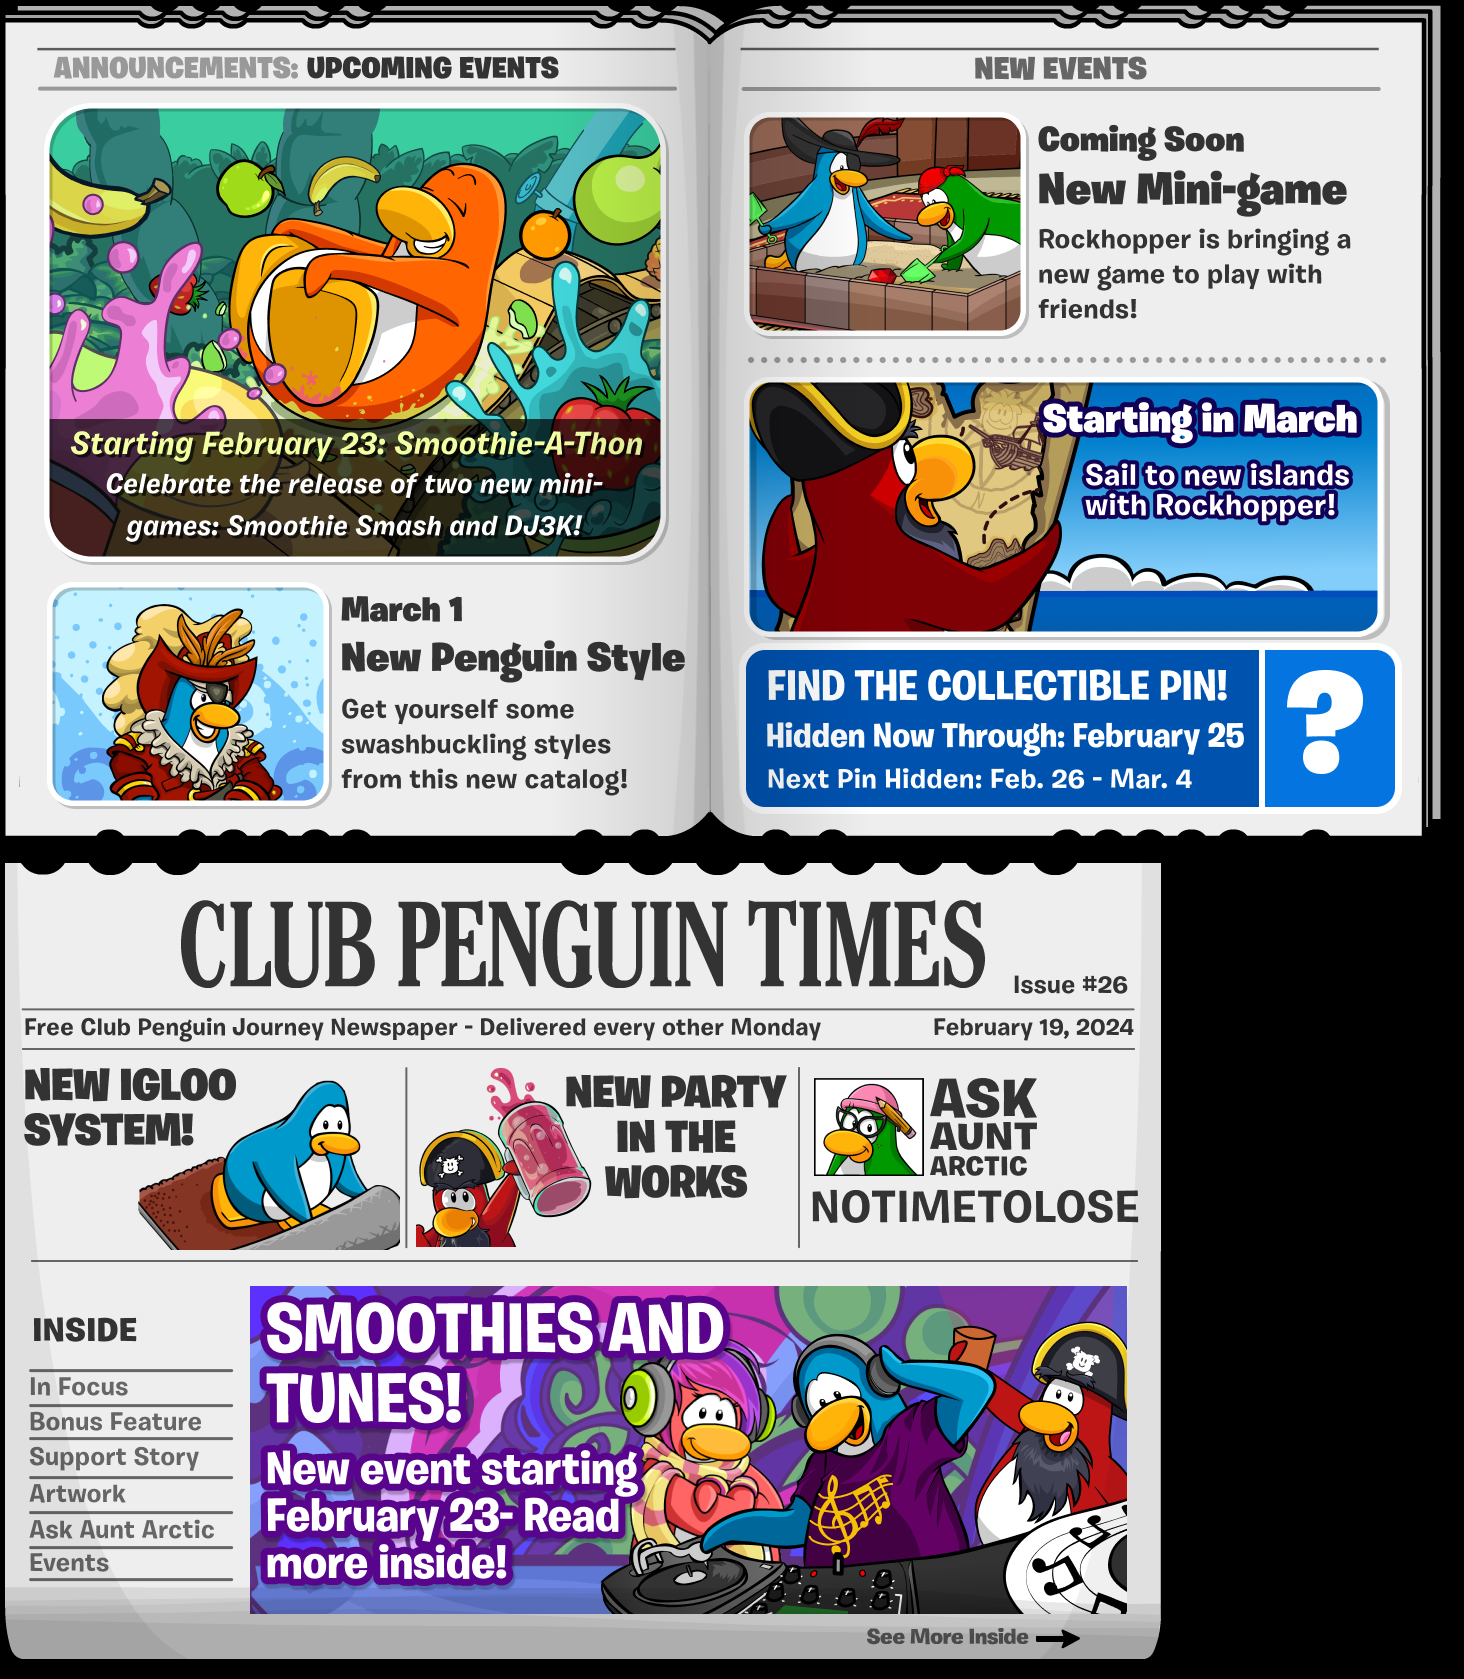 ANNOUNCEMENTS: UPCOMING EVENTS
Starting February 23: Smoothie-A-Thon
Celebrate the release of two new mini-
games: Smoothie Smash and DJ3K!
March 1
New Penguin Style
Get yourself some
swashbuckling styles
from this new catalog!
NEW EVENTS
Coming Soon
New Mini-game
Rockhopper is bringing a
new game to play with
friends!
Starting in March
Sail to new islands
with Rockhopper!
FIND THE COLLECTIBLE PIN!
Hidden Now Through: February 25
Next Pin Hidden: Feb. 26 - Mar. 4
?
CLUB PENGUIN TIMES
Issue #26
Free Club Penguin Journey Newspaper - Delivered every other Monday
February 19, 2024
NEW IGLOO
SYSTEM!
NEW PARTY
IN THE
WORKS
ASK
AUNT
ARCTIC
NOTIMETOLOSE
INSIDE
In Focus
Bonus Feature
Support Story
Artwork
Ask Aunt Arctic
Events
SMOOTHIES AND
TUNES!
New event starting
February 23- Read
more inside!
See More Inside